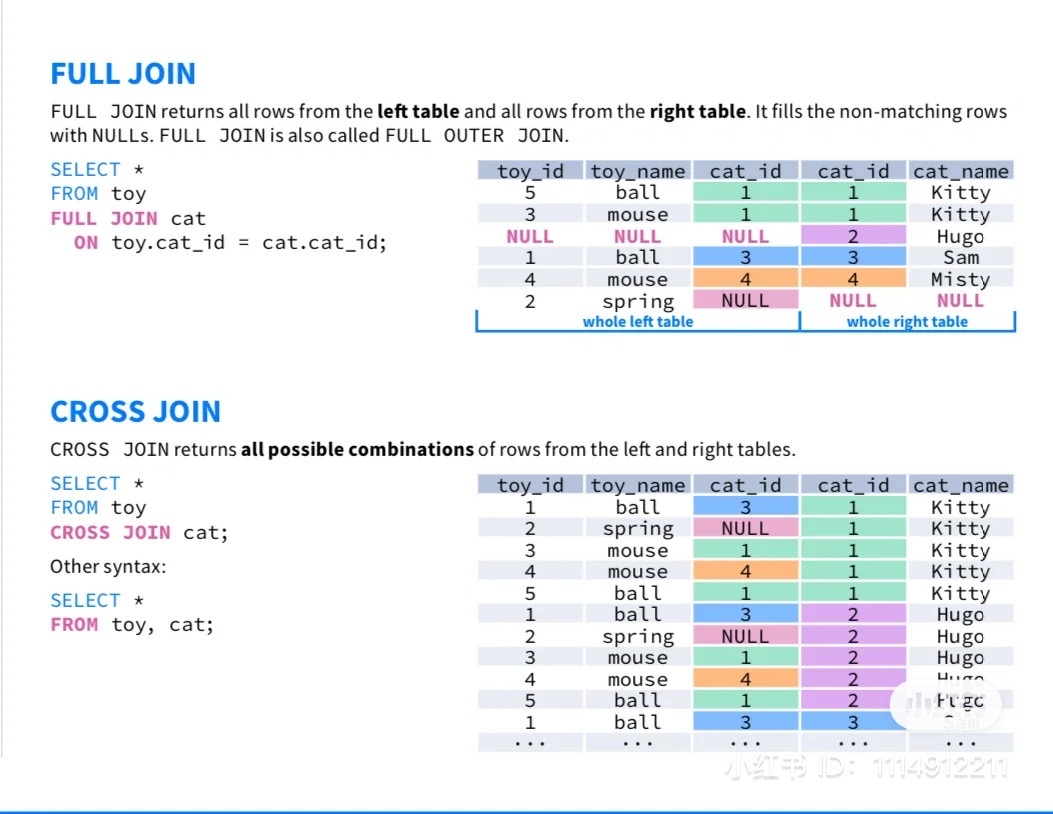 FULL JOIN
FULL JOIN returns all rows from the left table and all rows from the right table. It fills the non-matching rows
with NULLs. FULL JOIN is also called FULL OUTER JOIN.
SELECT *
FROM toy
FULL JOIN cat
ON toy.cat_id = cat.cat_id;
toy_id toy_name cat_id cat_id cat_name
5 ball 1 1 Kitty
3 mouse 1 1 Kitty
NULL NULL NULL 2 Hugo
1 ball 3 3 Sam
4 mouse 4 4 Misty
2 spring NULL NULL NULL
whole left table whole right table
CROSS JOIN
CROSS JOIN returns all possible combinations of rows from the left and right tables.
SELECT *
FROM toy
CROSS JOIN cat;
Other syntax:
SELECT *
FROM toy, cat;
toy_id toy_name cat_id cat_id cat_name
1 ball 3 1 Kitty
2 spring NULL 1 Kitty
3 mouse 1 1 Kitty
4 mouse 4 1 Kitty
5 ball 1 1 Kitty
1 ball 3 2 Hugo
2 spring NULL 2 Hugo
3 mouse 1 2 Hugo
4 mouse 4 2 Hugo
5 ball 1 2 Hugo
1 ball 3 3 Sam
... ... ... ... ...
小红书
小红书 ID: 1114912211